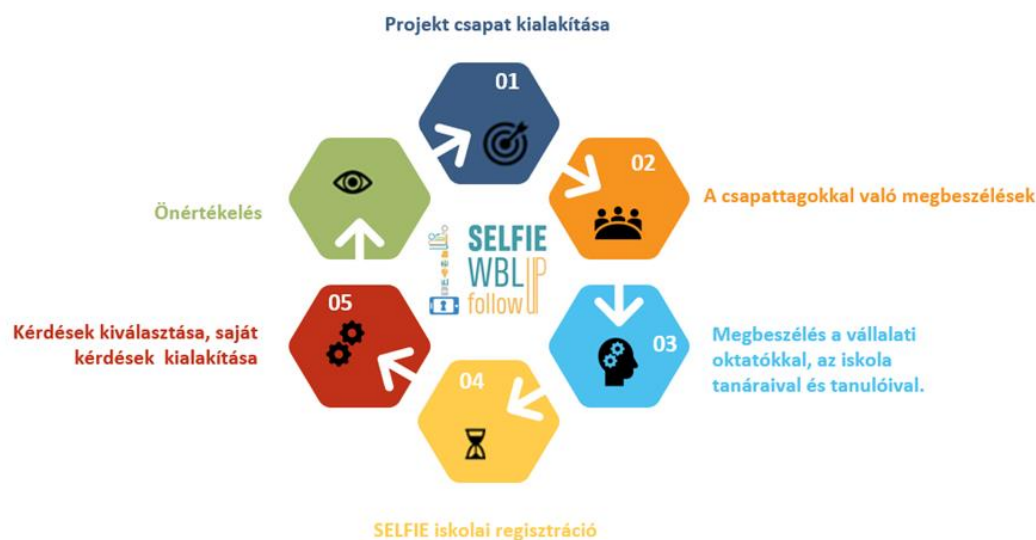 Projekt csapat kialakítása
01
02
A csapattagokkal való megbeszélések
03
Megbeszélés a vállalati
oktatókkal, az iskola
tanáraival és tanulóival.
04
SELFIE iskolai regisztráció
05
Kérdések kiválasztása, saját
kérdések kialakítása
Önértékelés
SELFIE
WBL UP
follow